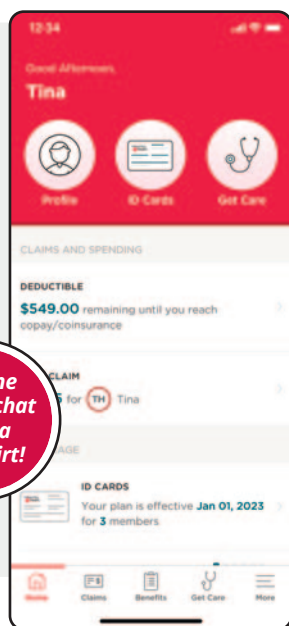 12:34
Good Afternoon,
Tina
Profile
ID Cards
Get Care
CLAIMS AND SPENDING
DEDUCTIBLE
$549.00 remaining until you reach
copay/coinsurance
CLAIM
for TH Tina
ID CARDS
Your plan is effective Jan 01, 2023
for 3 members
Home
Claims
Benefits
Get Care
More
that
a